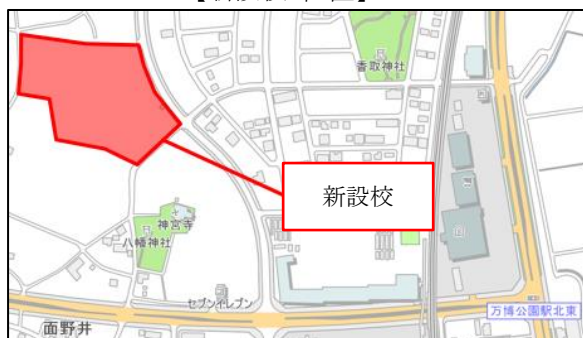 香取神社
新設校
神宮寺
八幡神社
セブンイレブン
万博公園駅北東
面野井